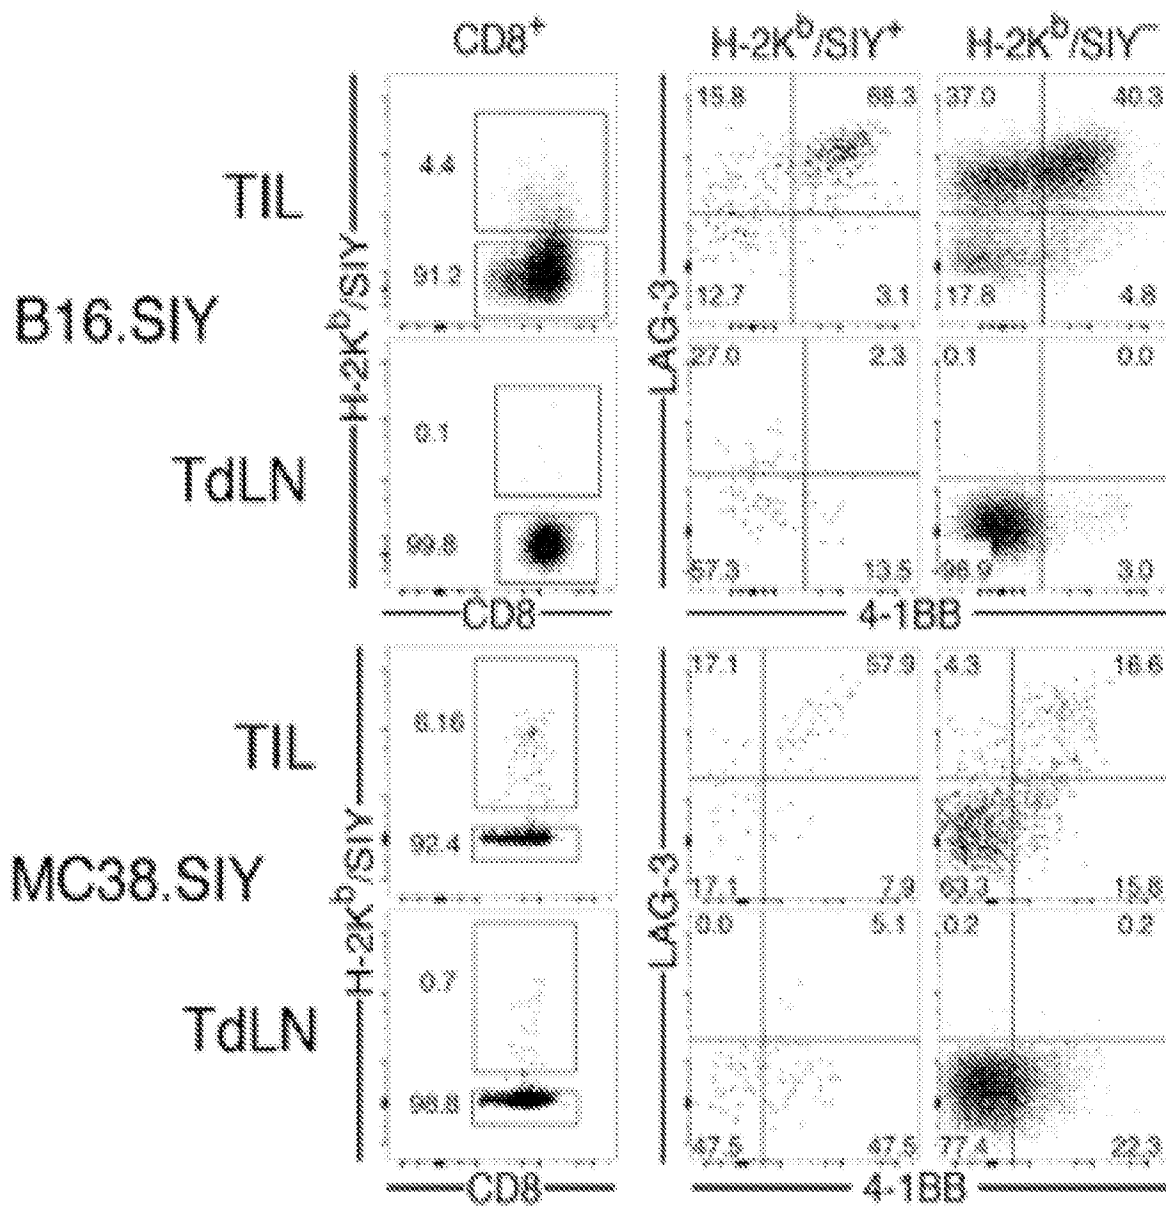 CD8⁺ H-2Kᵇ/SIY⁺ H-2Kᵇ/SIY⁻
B16.SIY
TIL
H-2Kᵇ/SIY
4.4
91.2
LAG-3
15.8 68.3
12.7 3.1
37.0 40.3
17.8 4.8
TdLN
0.1
99.8
27.0 2.3
57.3 13.5
0.1 0.0
96.9 3.0
CD8 4-1BB
MC38.SIY
TIL
H-2Kᵇ/SIY
6.16
92.4
LAG-3
17.1 57.9
17.1 7.9
4.3 16.6
63.3 15.8
TdLN
0.7
98.8
0.0 5.1
47.5 47.5
0.2 0.2
77.4 22.3
CD8 4-1BB